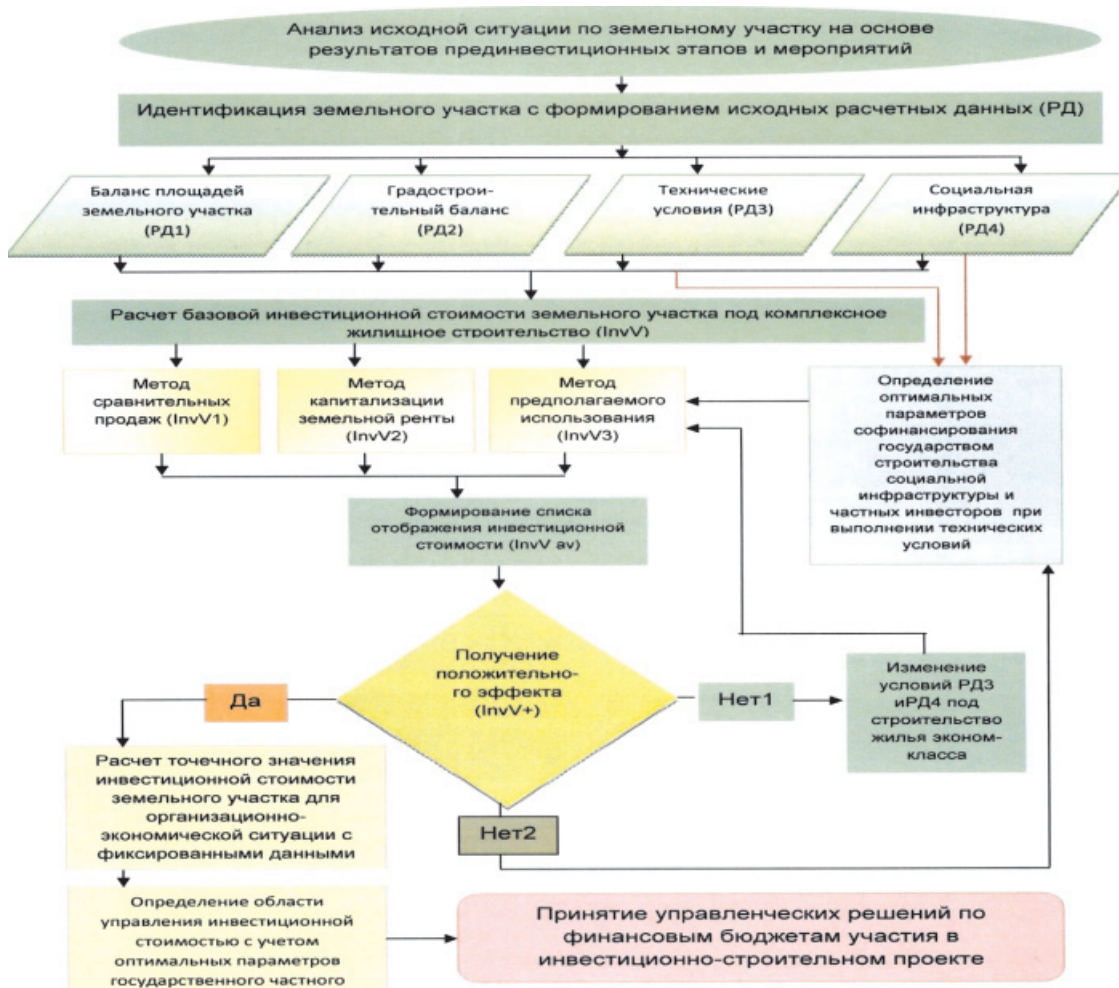 Анализ исходной ситуации по земельному участку на основе
результатов прединвестиционных этапов и мероприятий
Идентификация земельного участка с формированием исходных расчетных данных (РД)
Баланс площадей
земельного участка
(РД1)
Градострои-
тельный баланс
(РД2)
Технические
условия (РД3)
Социальная
инфраструктура
(РД4)
Расчет базовой инвестиционной стоимости земельного участка под комплексное
жилищное строительство (InvV)
Метод
сравнительных
продаж (InvV1)
Метод
капитализации
земельной ренты
(InvV2)
Метод
предполагаемого
использования
(InvV3)
Определение
оптимальных
параметров
софинансирования
государством
строительства
социальной
инфраструктуры и
частных инвесторов при
выполнении технических
условий
Формирование списка
отображения инвестиционной
стоимости (InvV av)
Получение
положительно-
го эффекта
(InvV+)
Да
Нет1
Изменение
условий РД3
иРД4 под
строительство
жилья эконом-
класса
Расчет точечного значения
инвестиционной стоимости
земельного участка для
организационно-
экономической ситуации с
фиксированными данными
Нет2
Определение области
управления инвестиционной
стоимостью с учетом
оптимальных параметров
государственного частного
Принятие управленческих решений по
финансовым бюджетам участия в
инвестиционно-строительном проекте